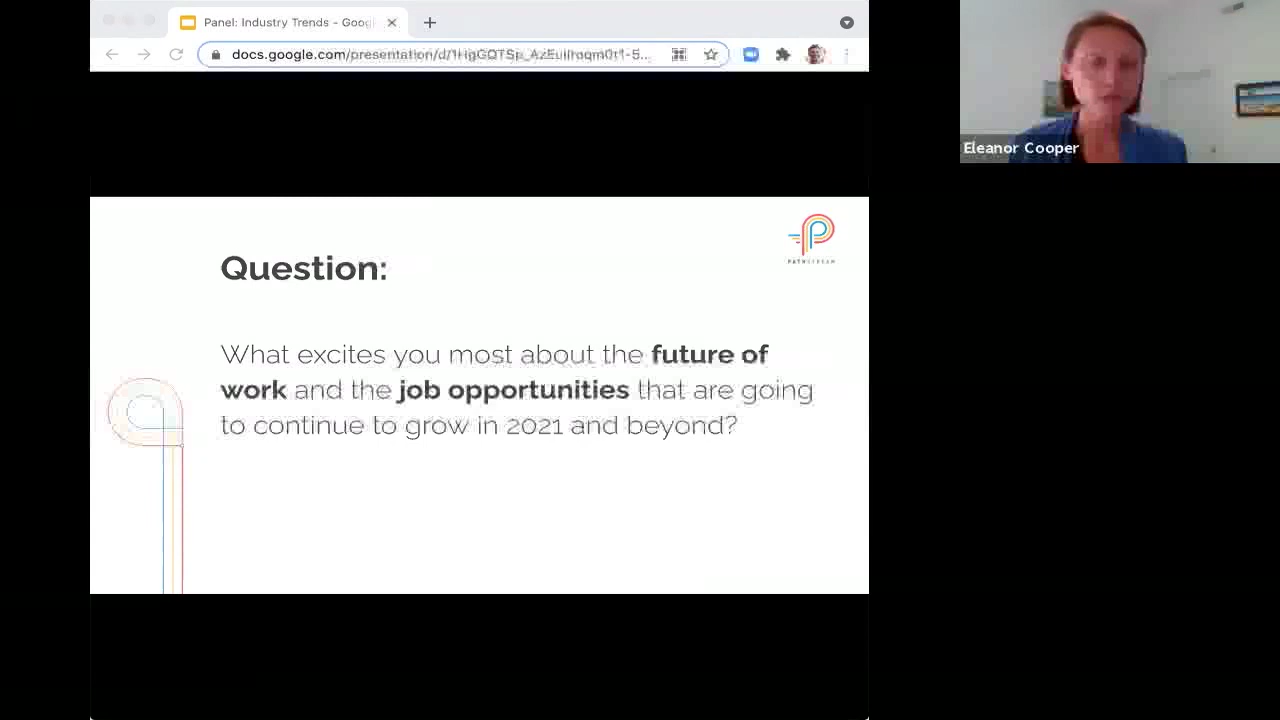 Panel: Industry Trends - Goog
docs.google.com/presentation/d/
Eleanor Cooper
PATHSTREAM
Question:
What excites you most about the future of
work and the job opportunities that are going
to continue to grow in 2021 and beyond?